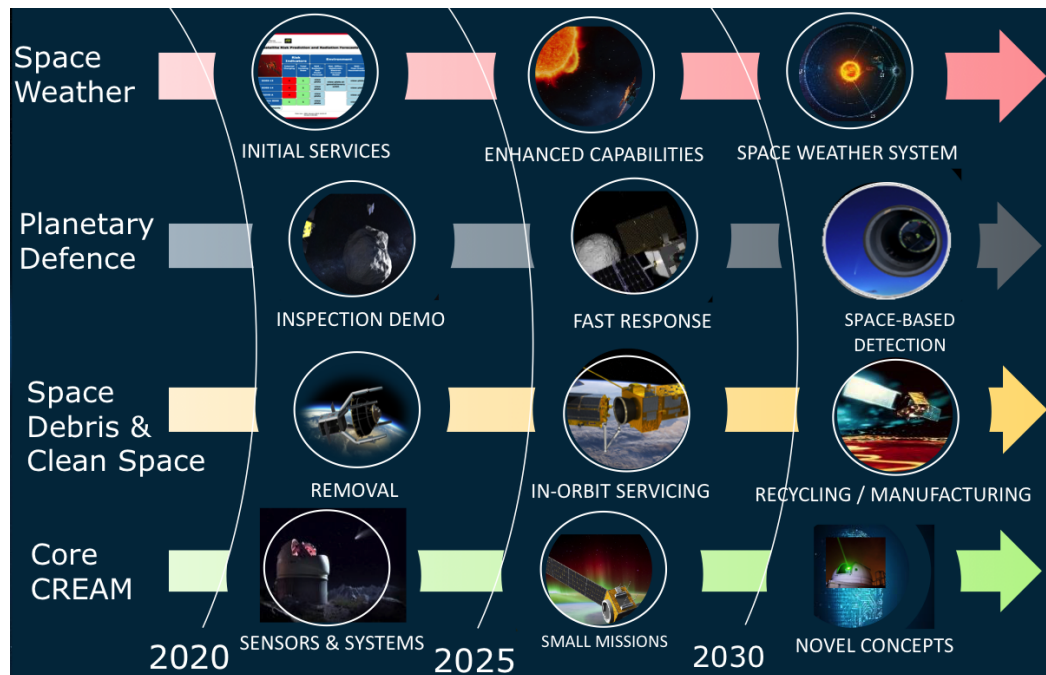 Space
Weather
INITIAL SERVICES
ENHANCED CAPABILITIES
SPACE WEATHER SYSTEM
Planetary
Defence
INSPECTION DEMO
FAST RESPONSE
SPACE-BASED
DETECTION
Space
Debris &
Clean Space
REMOVAL
IN-ORBIT SERVICING
RECYCLING / MANUFACTURING
Core
CREAM
SENSORS & SYSTEMS
SMALL MISSIONS
NOVEL CONCEPTS
2020
2025
2030